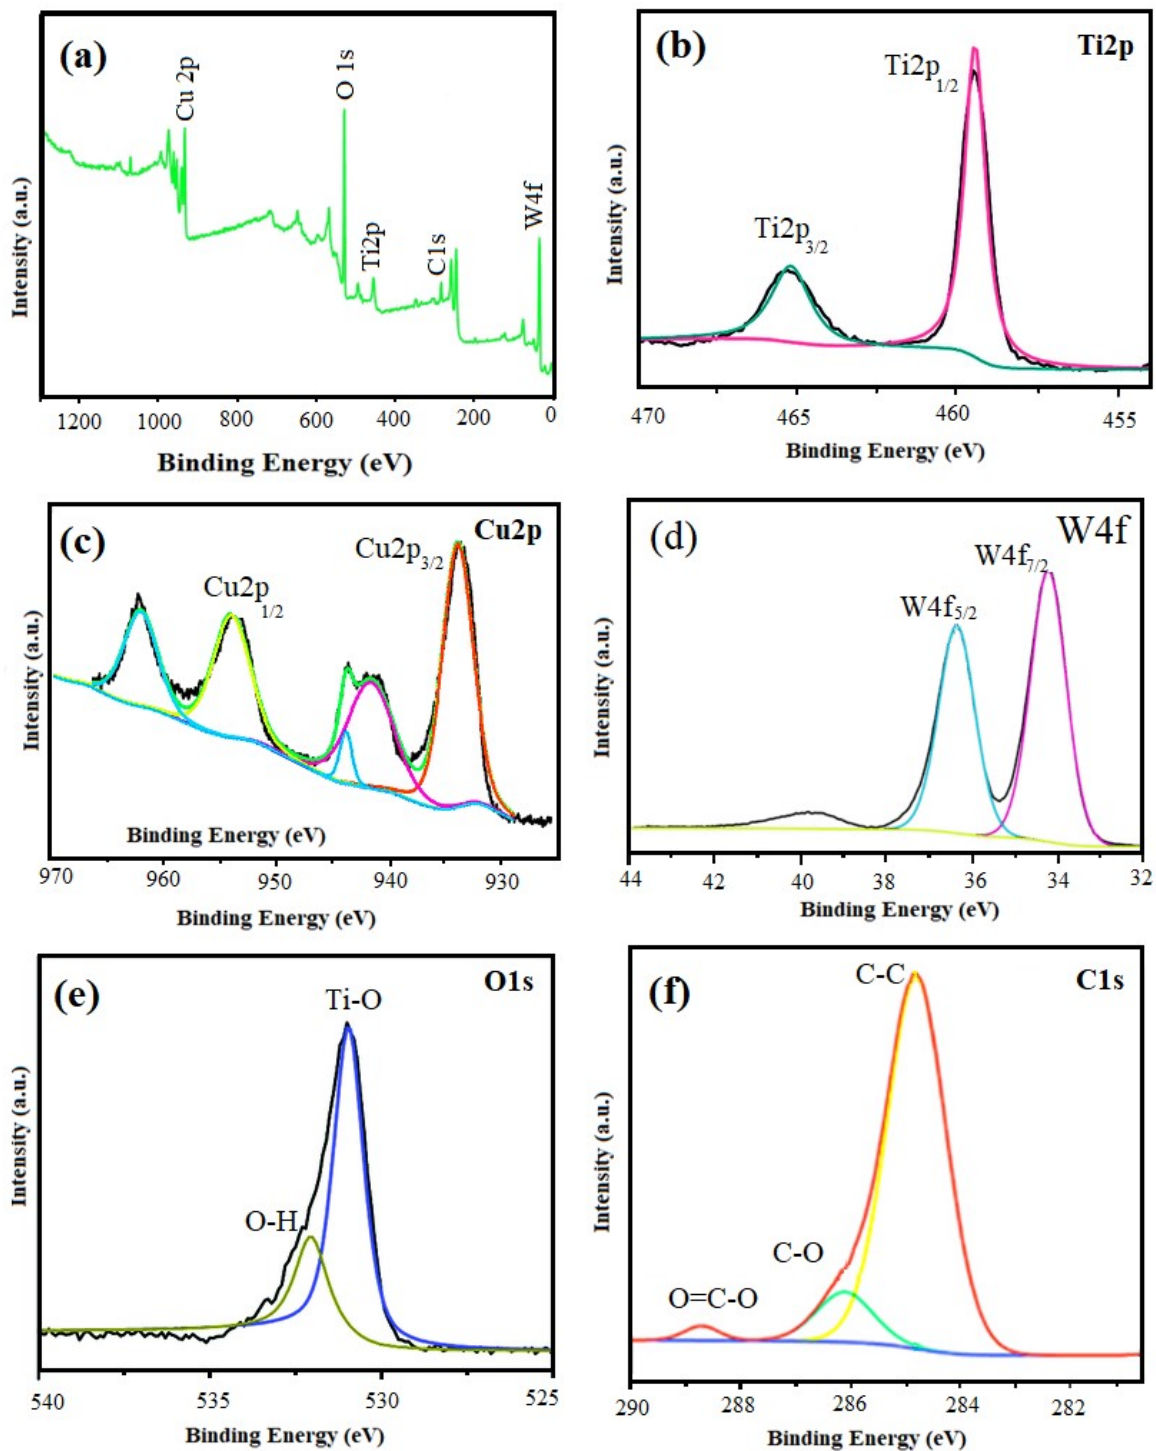 (a)
Cu 2p
O 1s
Ti2p
C1s
W4f
Intensity (a.u.)
1200 1000 800 600 400 200 0
Binding Energy (eV)
(b)
Ti2p
Ti2p1/2
Ti2p3/2
Intensity (a.u.)
470 465 460 455
Binding Energy (eV)
(c)
Cu2p
Cu2p3/2
Cu2p1/2
Intensity (a.u.)
Binding Energy (eV)
970 960 950 940 930
Binding Energy (eV)
(d)
W4f
W4f7/2
W4f5/2
Intensity (a.u.)
44 42 40 38 36 34 32
Binding Energy (eV)
(e)
O1s
Ti-O
O-H
Intensity (a.u.)
540 535 530 525
Binding Energy (eV)
(f)
C1s
C-C
C-O
O=C-O
Intensity (a.u.)
290 288 286 284 282
Binding Energy (eV)